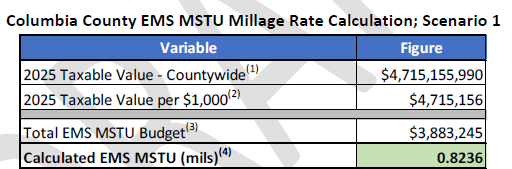 Columbia County EMS MSTU Millage Rate Calculation; Scenario 1
Variable Figure
2025 Taxable Value - Countywide(1) $4,715,155,990
2025 Taxable Value per $1,000(2) $4,715,156
Total EMS MSTU Budget(3) $3,883,245
Calculated EMS MSTU (mils)(4) 0.8236